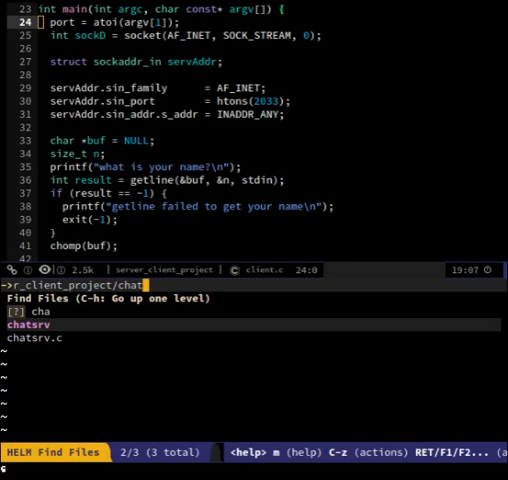 23 int main(int argc, char const* argv[]) {
24 port = atoi(argv[1]);
25 int sockD = socket(AF_INET, SOCK_STREAM, 0);
26
27 struct sockaddr_in servAddr;
28
29 servAddr.sin_family = AF_INET;
30 servAddr.sin_port = htons(2033);
31 servAddr.sin_addr.s_addr = INADDR_ANY;
32
33 char *buf = NULL;
34 size_t n;
35 printf("what is your name?\n");
36 int result = getline(&buf, &n, stdin);
37 if (result == -1) {
38 printf("getline failed to get your name\n");
39 exit(-1);
40 }
41 chomp(buf);
42
2.5k | server_client_project | C client.c 24:0 19:07
->r_client_project/chat
Find Files (C-h: Go up one level)
[?] cha
chatsrv
chatsrv.c
~
~
~
~
~
~
~
HELM Find Files 2/3 (3 total) <help> m (help) C-z (actions) RET/F1/F2... (a